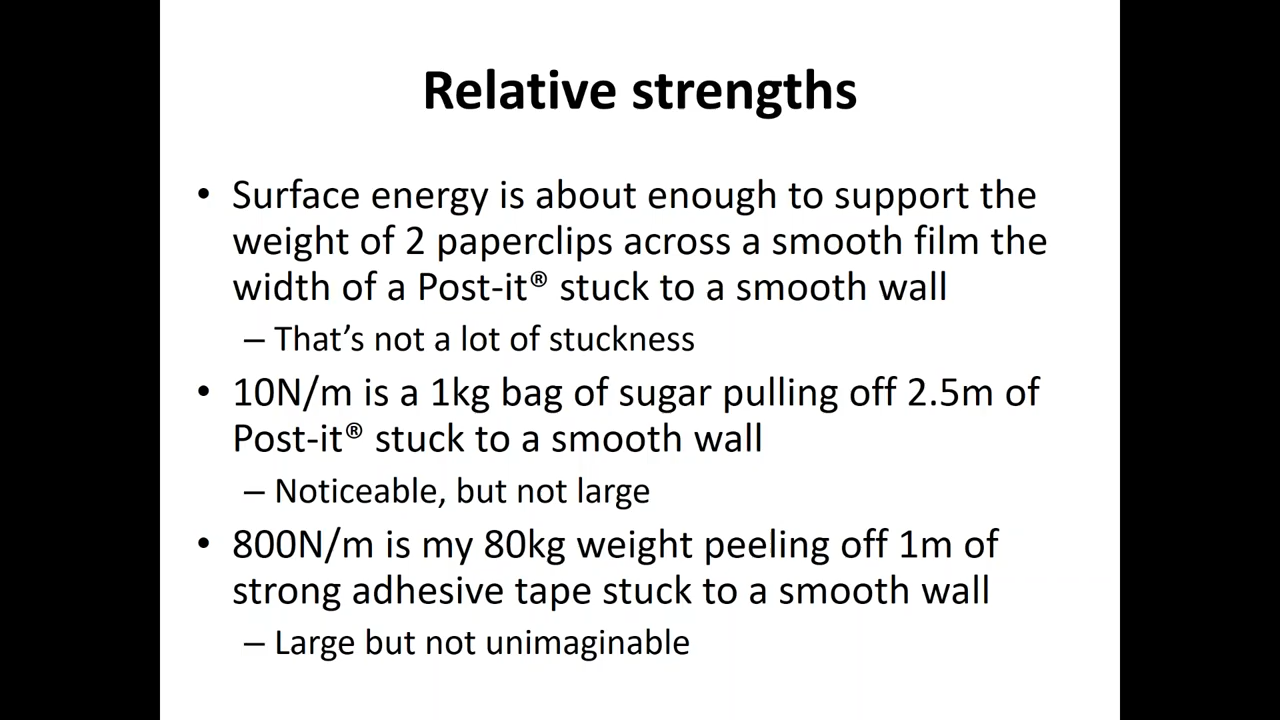 Relative strengths
• Surface energy is about enough to support the
weight of 2 paperclips across a smooth film the
width of a Post-it® stuck to a smooth wall
– That’s not a lot of stuckness
• 10N/m is a 1kg bag of sugar pulling off 2.5m of
Post-it® stuck to a smooth wall
– Noticeable, but not large
• 800N/m is my 80kg weight peeling off 1m of
strong adhesive tape stuck to a smooth wall
– Large but not unimaginable